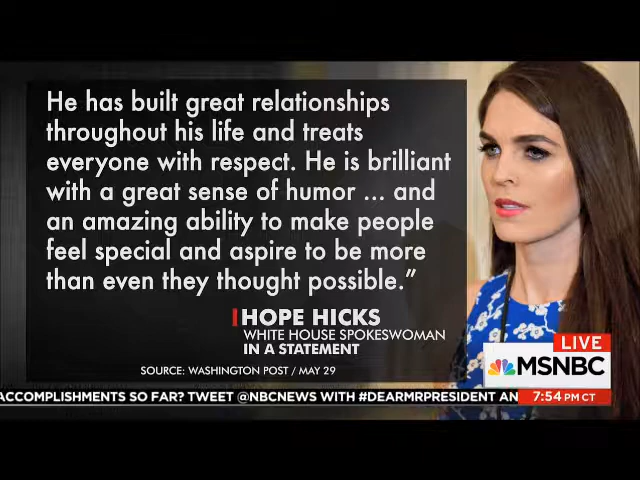 He has built great relationships
throughout his life and treats
everyone with respect. He is brilliant
with a great sense of humor ... and
an amazing ability to make people
feel special and aspire to be more
than even they thought possible.”
HOPE HICKS
WHITE HOUSE SPOKESWOMAN
IN A STATEMENT
SOURCE: WASHINGTON POST / MAY 29
LIVE
MSNBC
ACCOMPLISHMENTS SO FAR? TWEET @NBCNEWS WITH #DEARMRPRESIDENT AN
7:54 PM CT